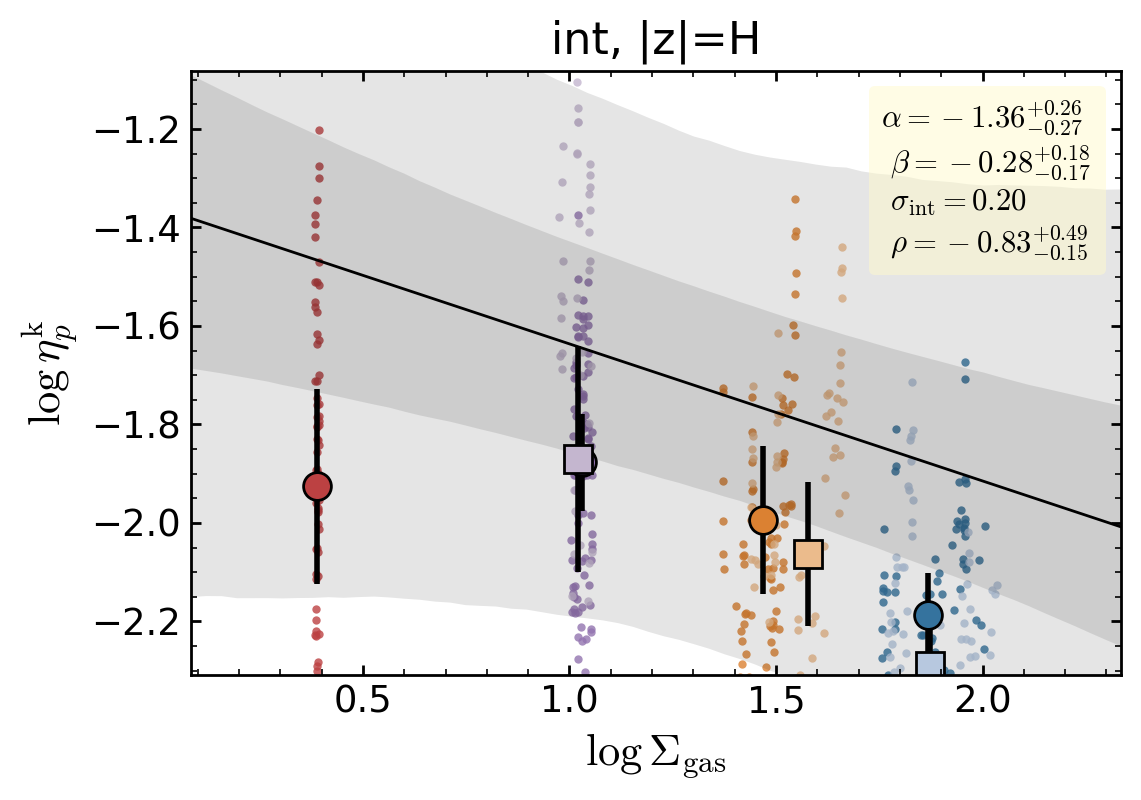 int, |z|=H
α = −1.36 +0.26 −0.27
β = −0.28 +0.18 −0.17
σint = 0.20
ρ = −0.83 +0.49 −0.15
−1.2
−1.4
−1.6
−1.8
−2.0
−2.2
log η_p^k
0.5 1.0 1.5 2.0
log Σgas